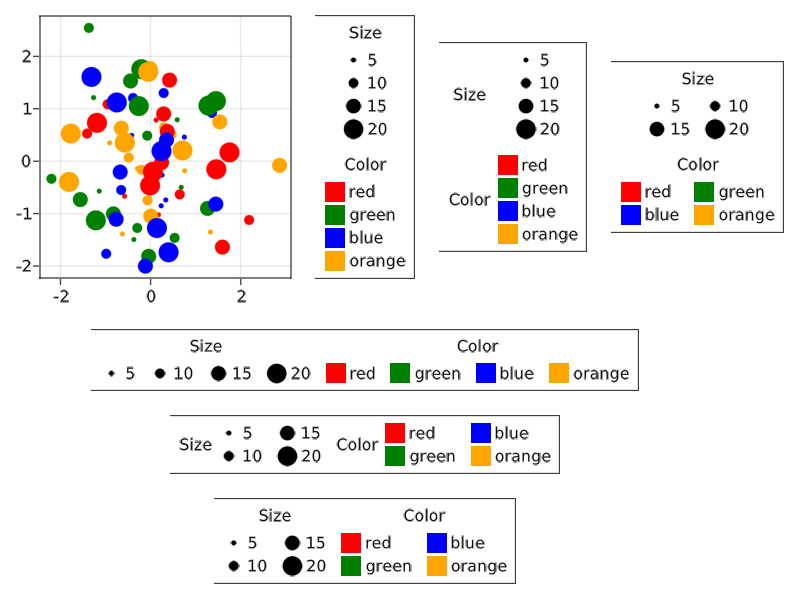 2
1
0
-1
-2
-2 0 2
Size
5
10
15
20
Color
red
green
blue
orange
Size
5
10
15
20
Color
red
green
blue
orange
Size
5 10
15 20
Color
red green
blue orange
Size Color
5 10 15 20 red green blue orange
Size 5 15 Color red blue
10 20 green orange
Size Color
5 15 red blue
10 20 green orange